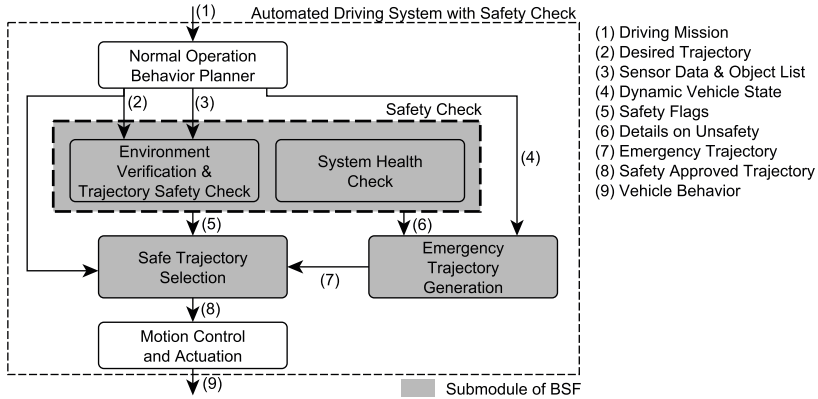 (1)
Automated Driving System with Safety Check
Normal Operation
Behavior Planner
(2)
(3)
Safety Check
Environment
Verification &
Trajectory Safety Check
System Health
Check
(4)
(5)
(6)
Safe Trajectory
Selection
Emergency
Trajectory
Generation
(7)
(8)
Motion Control
and Actuation
(9)
Submodule of BSF
(1) Driving Mission
(2) Desired Trajectory
(3) Sensor Data & Object List
(4) Dynamic Vehicle State
(5) Safety Flags
(6) Details on Unsafety
(7) Emergency Trajectory
(8) Safety Approved Trajectory
(9) Vehicle Behavior